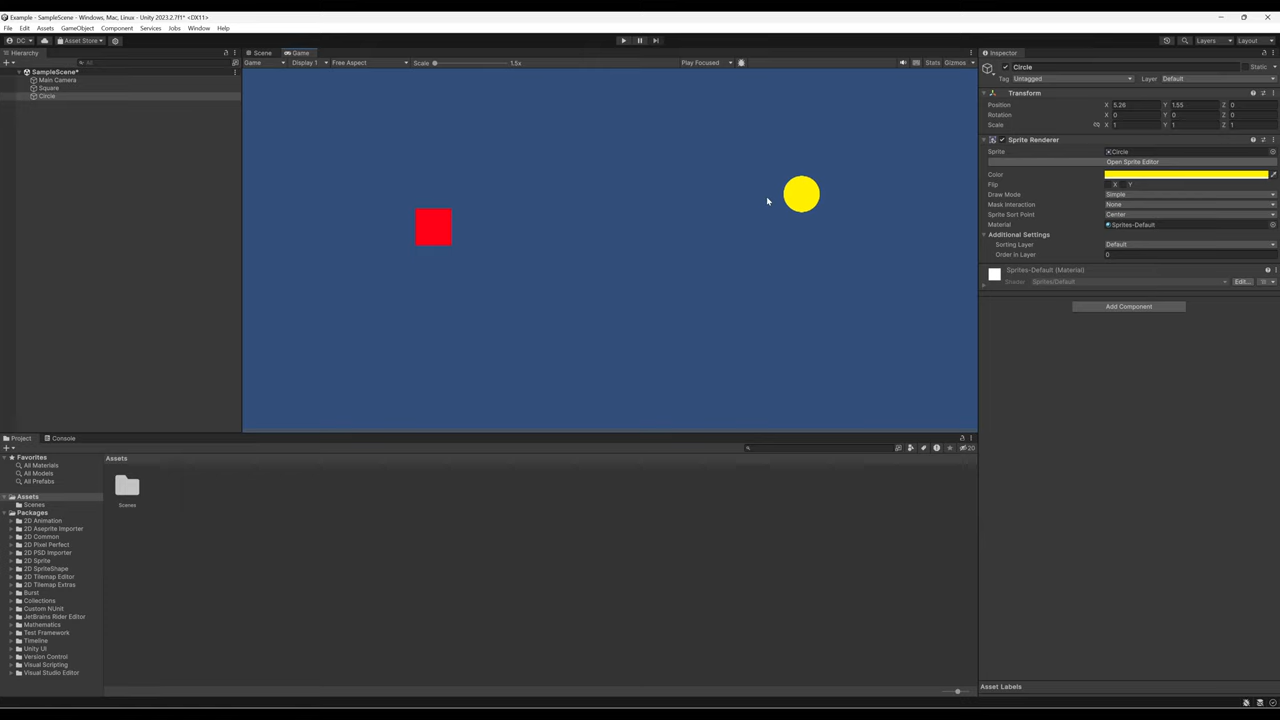 Example - SampleScene - Windows, Mac, Linux - Unity 2023.2.7f1* <DX11>
File Edit Assets GameObject Component Services Jobs Window Help
DC Asset Store Layers Layout
Hierarchy
All
SampleScene*
Main Camera
Square
Circle
Scene Game
Game Display 1 Free Aspect Scale 1.5x Play Focused Stats Gizmos
Inspector
Circle Static
Tag Untagged Layer Default
Transform
Position X 5.26 Y 1.55 Z 0
Rotation X 0 Y 0 Z 0
Scale X 1 Y 1 Z 1
Sprite Renderer
Sprite Circle
Open Sprite Editor
Color
Flip X Y
Draw Mode Simple
Mask Interaction None
Sprite Sort Point Center
Material Sprites-Default
Additional Settings
Sorting Layer Default
Order in Layer 0
Sprites-Default (Material)
Shader Sprites/Default Edit...
Add Component
Project Console
20
Favorites
All Materials
All Models
All Prefabs
Assets
Scenes
Packages
2D Animation
2D Aseprite Importer
2D Common
2D Pixel Perfect
2D PSD Importer
2D Sprite
2D SpriteShape
2D Tilemap Editor
2D Tilemap Extras
Burst
Collections
Custom NUnit
JetBrains Rider Editor
Mathematics
Test Framework
Timeline
Unity UI
Version Control
Visual Scripting
Visual Studio Editor
Assets
Scenes
Asset Labels